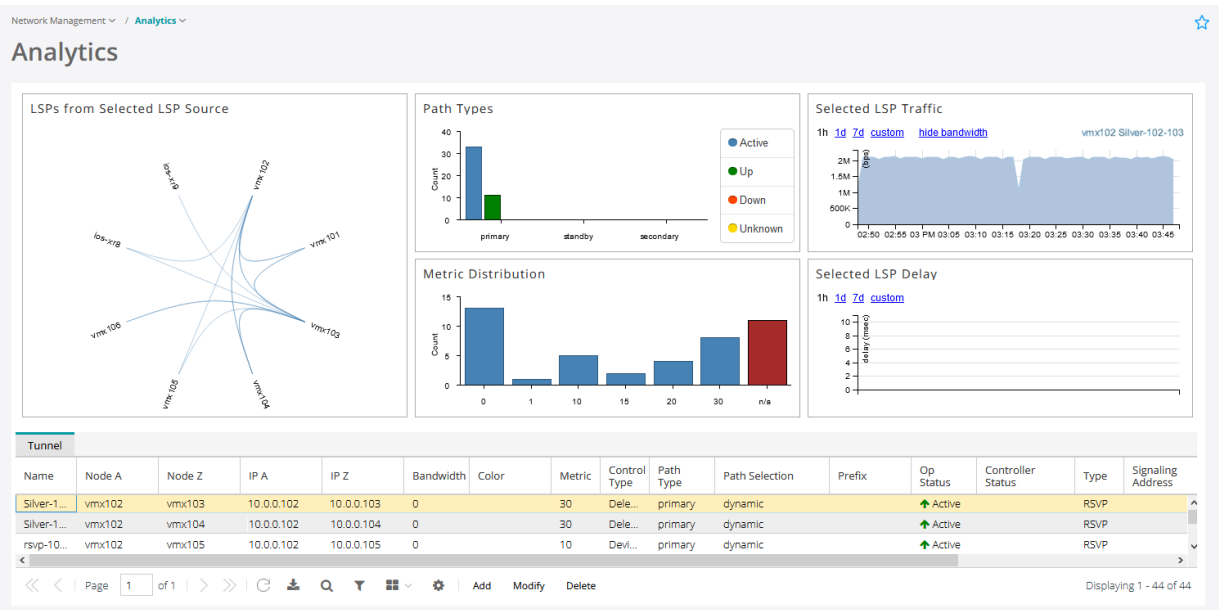 Network Management / Analytics
Analytics
LSPs from Selected LSP Source
ios-xr9
vmx102
ios-xr8
vmx101
vmx106
vmx103
vmx105
vmx104
Path Types
40
30
20
10
0
Count
primary standby secondary
Active
Up
Down
Unknown
Metric Distribution
15
10
5
0
Count
0 1 10 15 20 30 n/a
Selected LSP Traffic
1h 1d 7d custom hide bandwidth vmx102 Silver-102-103
(bps)
2M
1.5M
1M
500K
0
02:50 02:55 03 PM 03:05 03:10 03:15 03:20 03:25 03:30 03:35 03:40 03:45
Selected LSP Delay
1h 1d 7d custom
delay (msec)
10
8
6
4
2
0
Tunnel
Name Node A Node Z IP A IP Z Bandwidth Color Metric Control Type Path Type Path Selection Prefix Op Status Controller Status Type Signaling Address
Silver-1... vmx102 vmx103 10.0.0.102 10.0.0.103 0 30 Dele... primary dynamic Active RSVP
Silver-1... vmx102 vmx104 10.0.0.102 10.0.0.104 0 30 Dele... primary dynamic Active RSVP
rsvp-10... vmx102 vmx105 10.0.0.102 10.0.0.105 0 10 Devi... primary dynamic Active RSVP
Page 1 of 1 Add Modify Delete Displaying 1 - 44 of 44